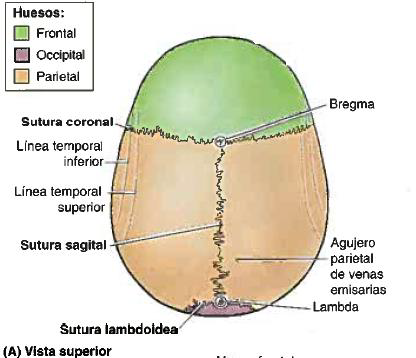 Huesos:
Frontal
Occipital
Parietal
Bregma
Sutura coronal
Línea temporal
inferior
Línea temporal
superior
Sutura sagital
Agujero
parietal
de venas
emisarias
Lambda
Sutura lambdoidea
(A) Vista superior